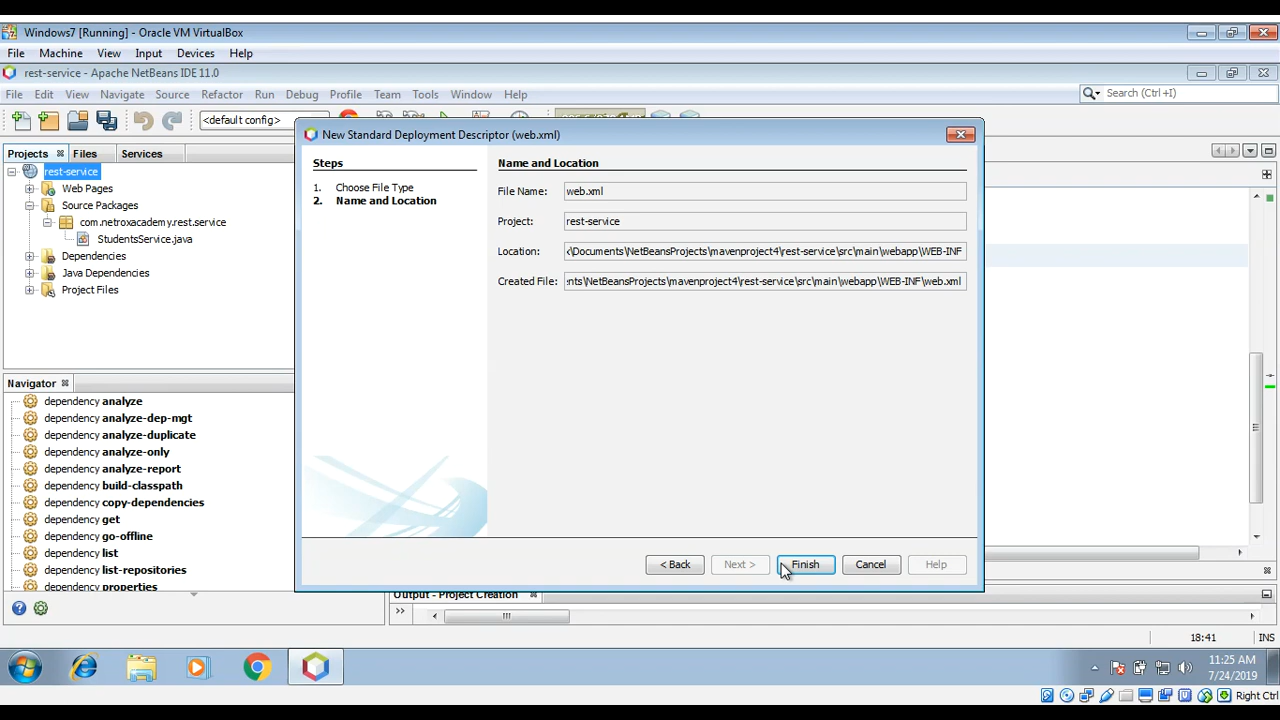 Windows7 [Running] - Oracle VM VirtualBox
File Machine View Input Devices Help
rest-service - Apache NetBeans IDE 11.0
File Edit View Navigate Source Refactor Run Debug Profile Team Tools Window Help
Search (Ctrl+I)
<default config>
New Standard Deployment Descriptor (web.xml)
Projects Files Services
rest-service
Web Pages
Source Packages
com.netroxacademy.rest.service
StudentsService.java
Dependencies
Java Dependencies
Project Files
Steps
1. Choose File Type
2. Name and Location
Name and Location
File Name: web.xml
Project: rest-service
Location: \Documents\NetBeansProjects\mavenproject4\rest-service\src\main\webapp\WEB-INF
Created File: nts\NetBeansProjects\mavenproject4\rest-service\src\main\webapp\WEB-INF\web.xml
Navigator
dependency analyze
dependency analyze-dep-mgt
dependency analyze-duplicate
dependency analyze-only
dependency analyze-report
dependency build-classpath
dependency copy-dependencies
dependency get
dependency go-offline
dependency list
dependency list-repositories
dependency properties
< Back Next > Finish Cancel Help
Output - Project Creation
18:41 INS
11:25 AM
7/24/2019
Right Ctrl